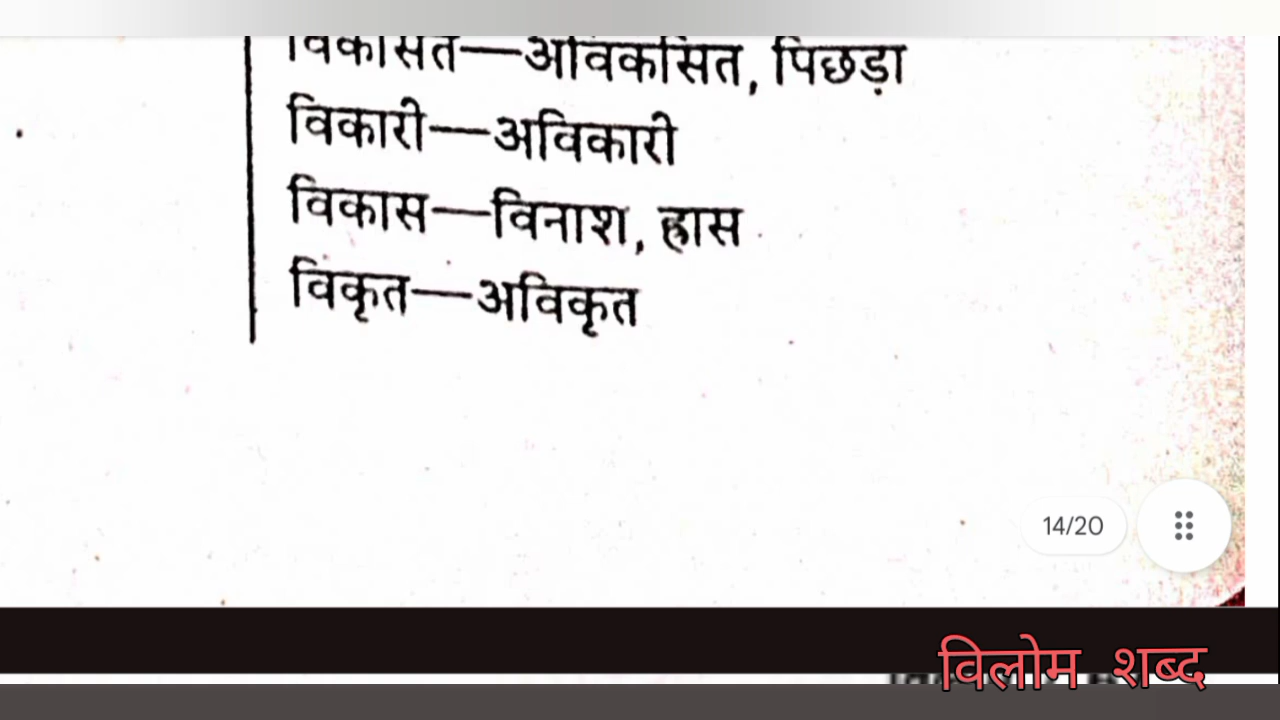 विकसित—अविकसित, पिछड़ा
विकारी—अविकारी
विकास—विनाश, ह्रास
विकृत—अविकृत
14/20
विलोम शब्द